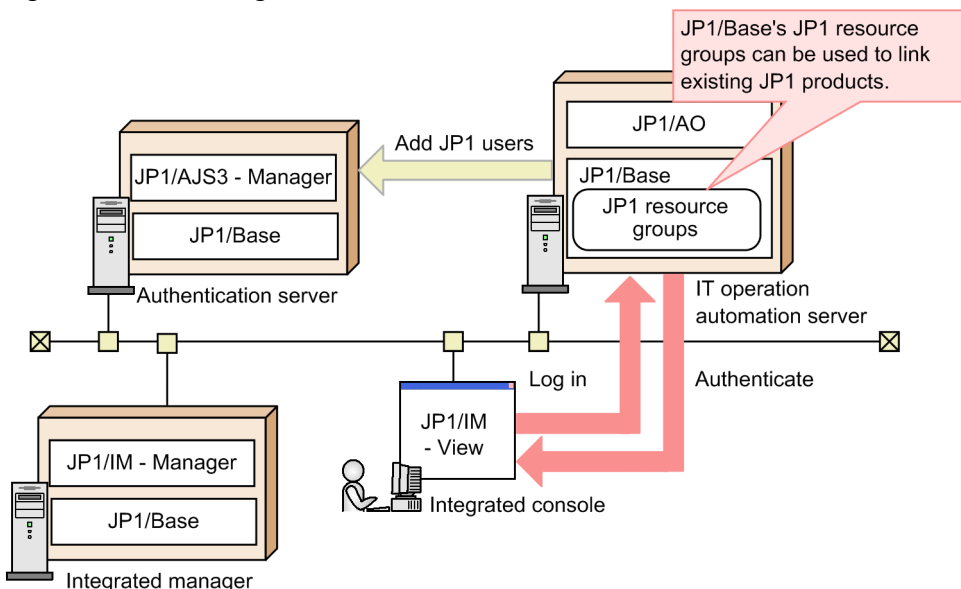 JP1/Base's JP1 resource
groups can be used to link
existing JP1 products.
JP1/AO
Add JP1 users
JP1/AJS3 - Manager
JP1/Base
JP1/Base
JP1 resource
groups
Authentication server
IT operation
automation server
Log in
Authenticate
JP1/IM
- View
JP1/IM - Manager
JP1/Base
Integrated console
Integrated manager